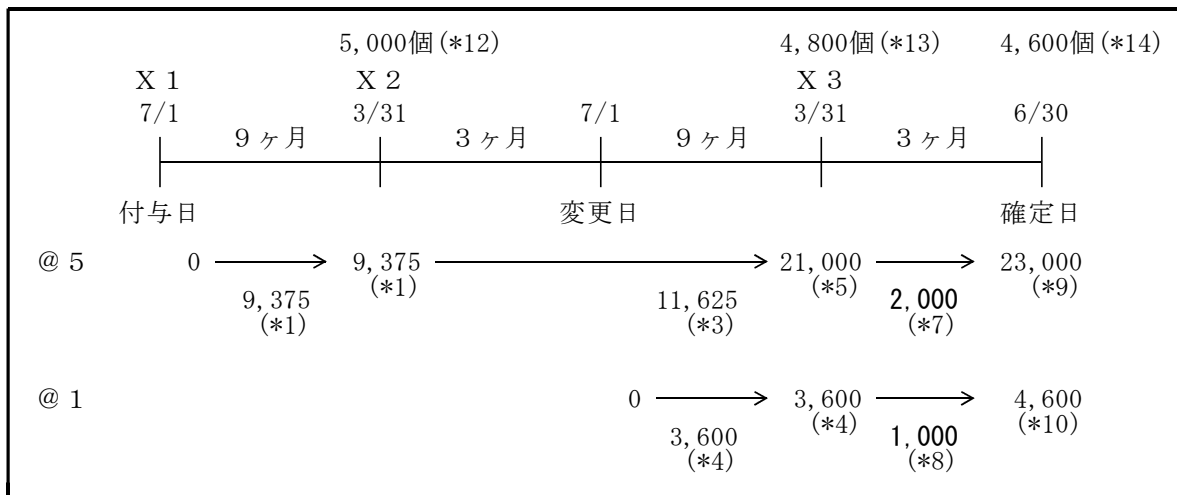 5,000個(*12) 4,800個(*13) 4,600個(*14)
X 1 X 2 X 3
7/1 3/31 7/1 3/31 6/30
9ヶ月 3ヶ月 9ヶ月 3ヶ月
付与日 変更日 確定日
@5 0 9,375 21,000 23,000
(*1) (*5) (*9)
9,375 11,625 2,000
(*1) (*3) (*7)
@1 0 3,600 4,600
(*4) (*10)
3,600 1,000
(*4) (*8)